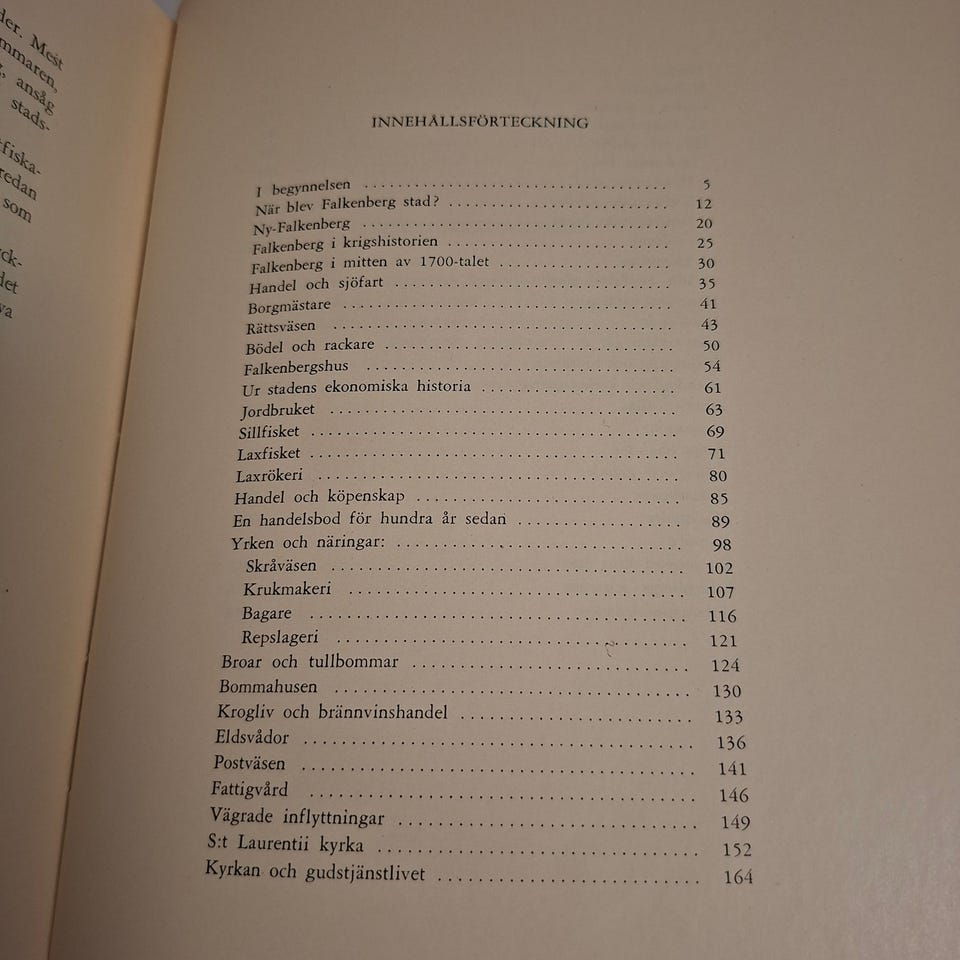 der. Mest
mmaren,
ansåg
stads-
tfiska-
redan
som
yck-
det
va
INNEHÅLLSFÖRTECKNING
I begynnelsen 5
När blev Falkenberg stad? 12
Ny-Falkenberg 20
Falkenberg i krigshistorien 25
Falkenberg i mitten av 1700-talet 30
Handel och sjöfart 35
Borgmästare 41
Rättsväsen 43
Bödel och rackare 50
Falkenbergshus 54
Ur stadens ekonomiska historia 61
Jordbruket 63
Sillfisket 69
Laxfisket 71
Laxrökeri 80
Handel och köpenskap 85
En handelsbod för hundra år sedan 89
Yrken och näringar: 98
Skråväsen 102
Krukmakeri 107
Bagare 116
Repslageri 121
Broar och tullbommar 124
Bommahusen 130
Krogliv och brännvinshandel 133
Eldsvådor 136
Postväsen 141
Fattigvård 146
Vägrade inflyttningar 149
S:t Laurentii kyrka 152
Kyrkan och gudstjänstlivet 164